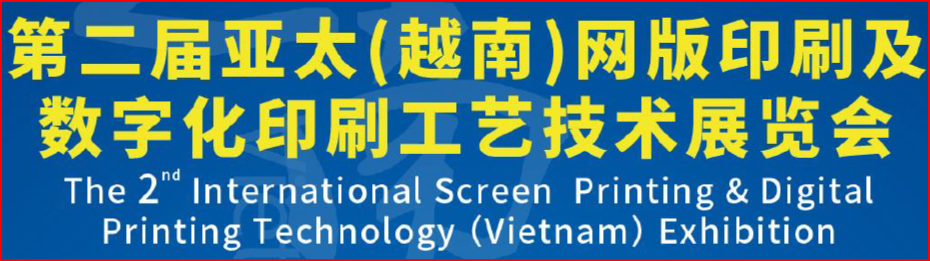 第二届亚太(越南)网版印刷及
数字化印刷工艺技术展览会
The 2nd International Screen Printing & Digital
Printing Technology (Vietnam) Exhibition